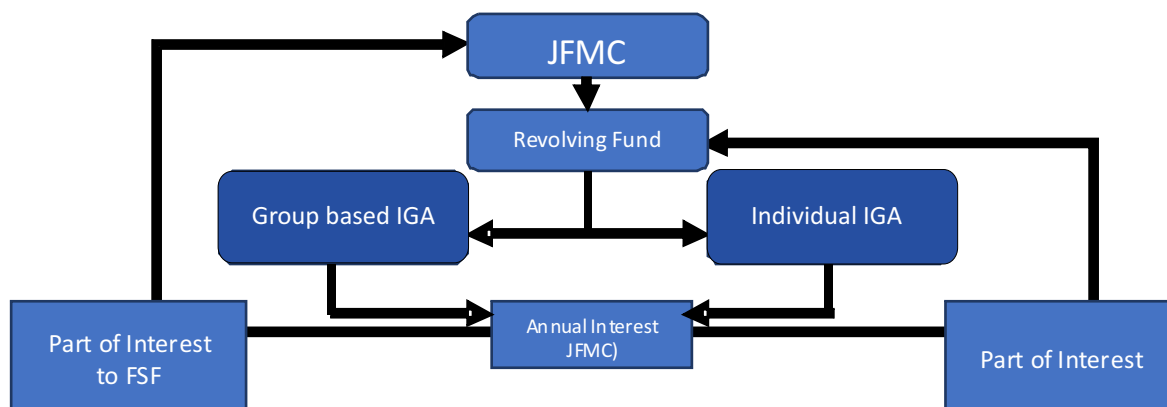 JFMC
Revolving Fund
Group based IGA
Individual IGA
Annual Interest
JFMC)
Part of Interest
to FSF
Part of Interest